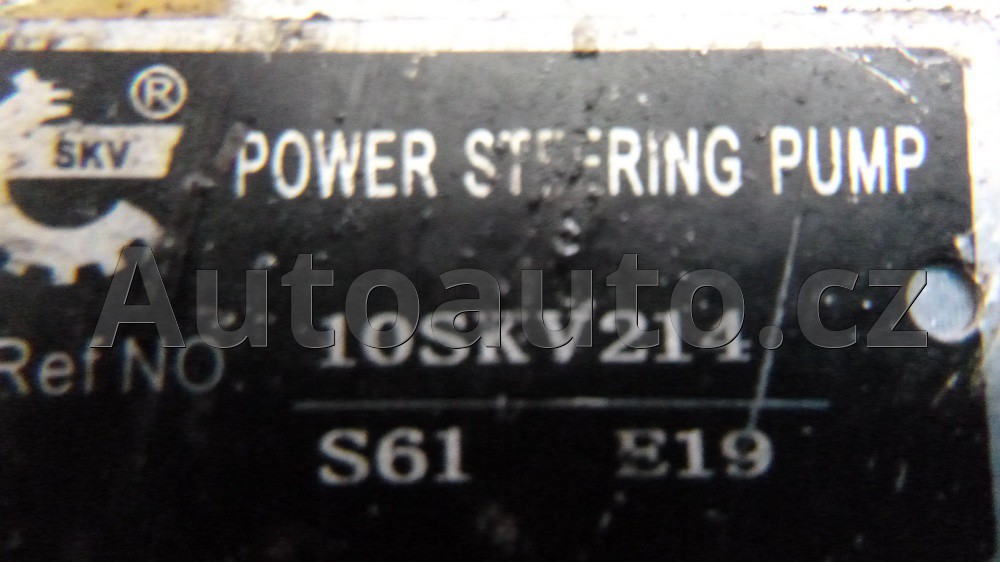 ®
SKV POWER STEERING PUMP
Autoauto.cz
Ref NO 10SKV214
S61 E19